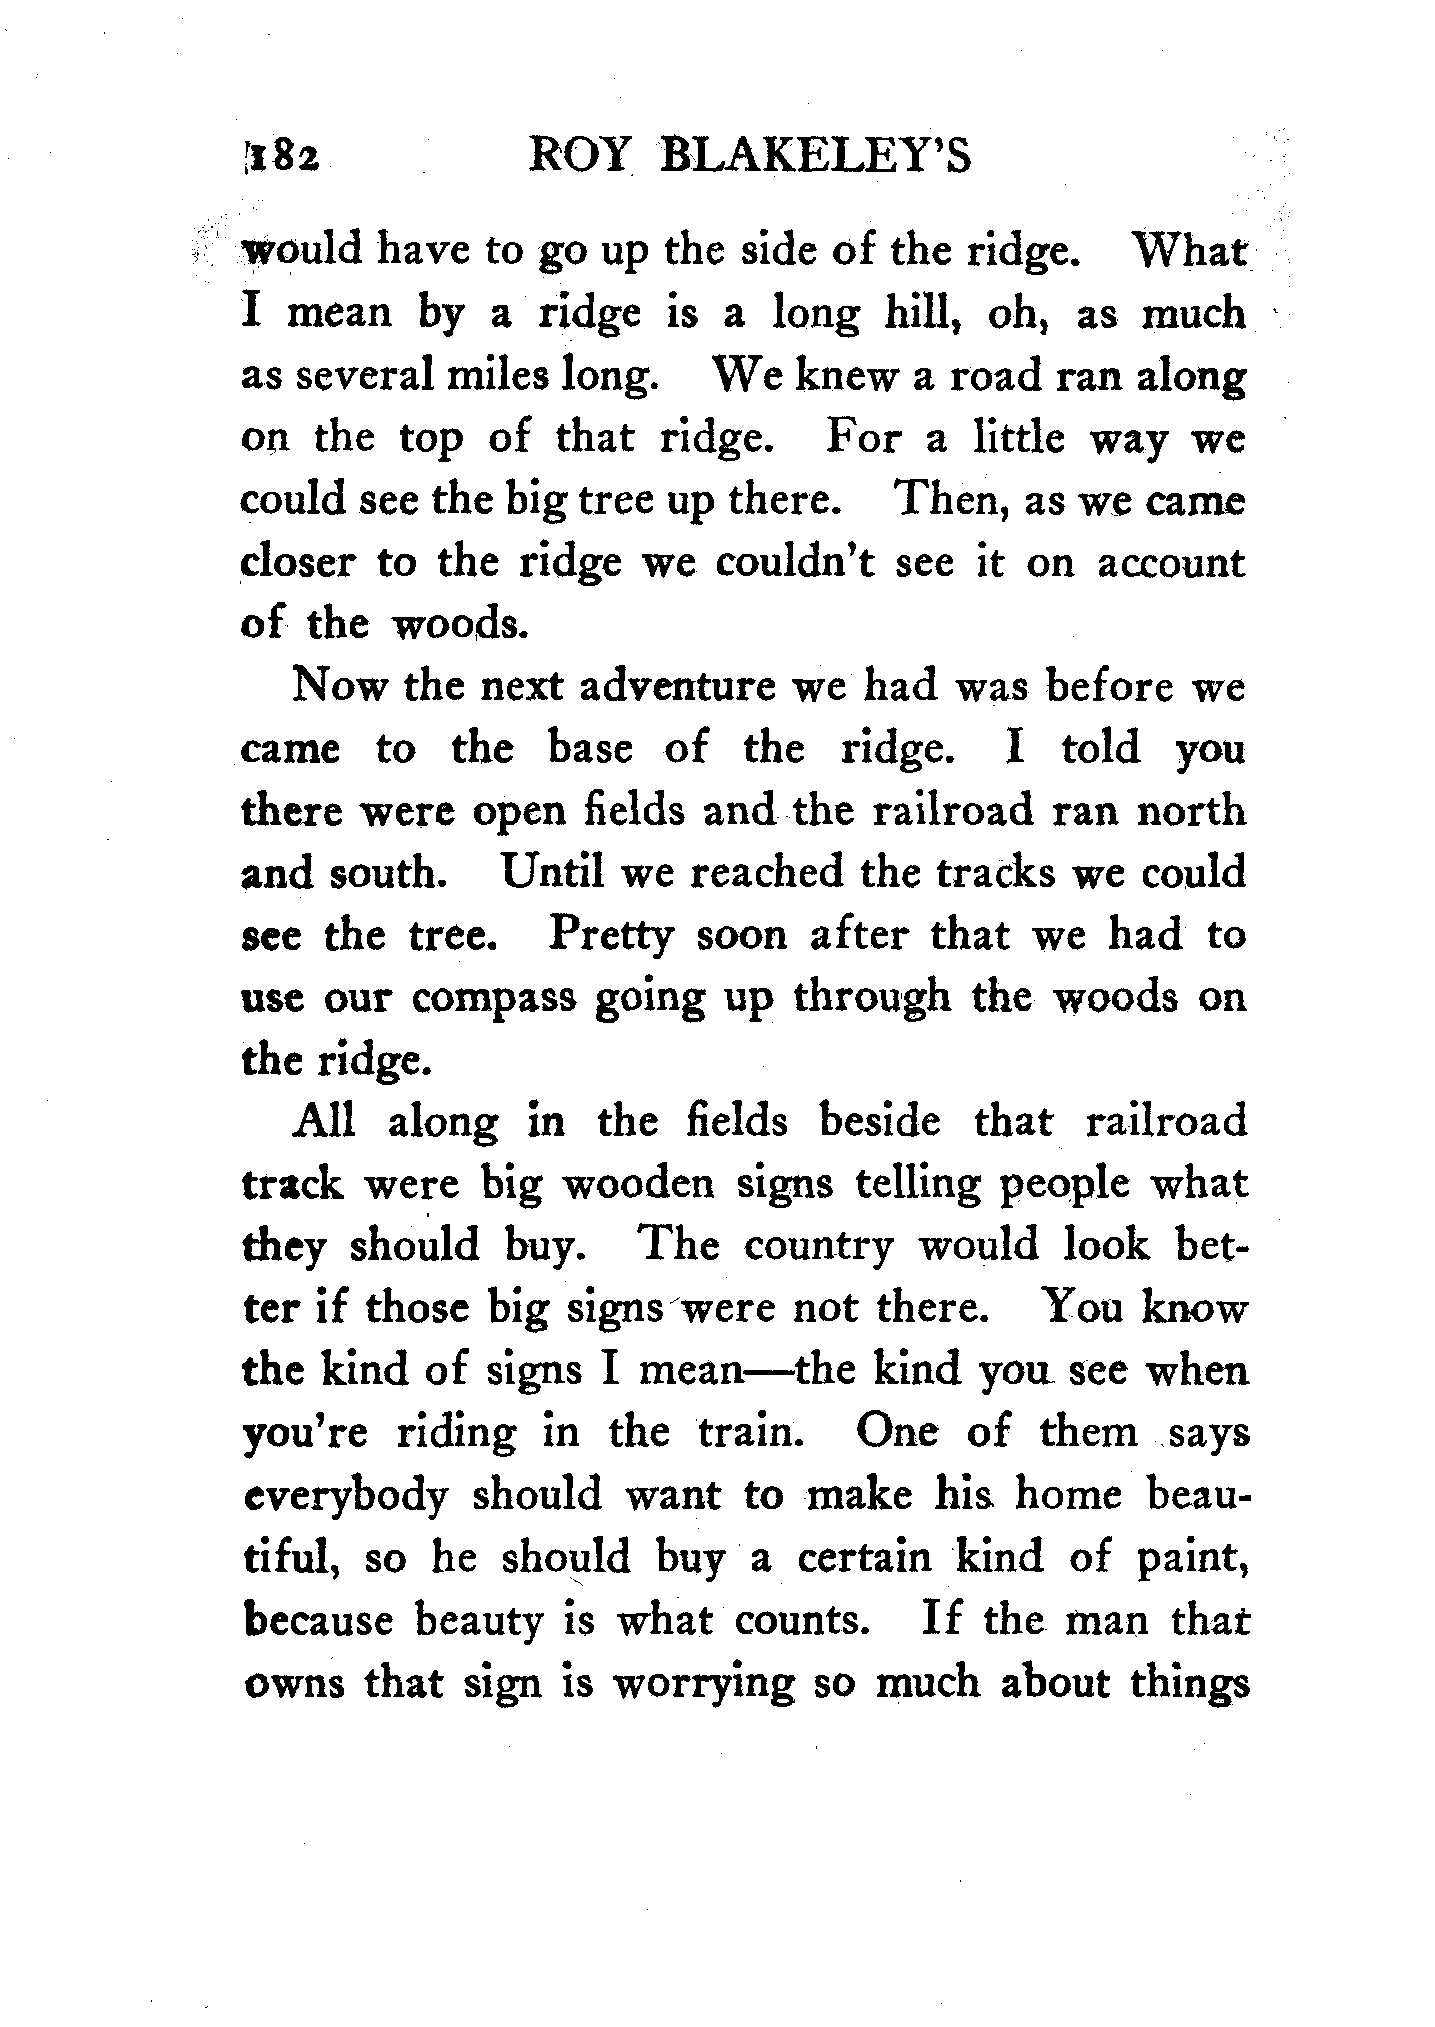 182 ROY BLAKELEY'S
would have to go up the side of the ridge. What
I mean by a ridge is a long hill, oh, as much
as several miles long. We knew a road ran along
on the top of that ridge. For a little way we
could see the big tree up there. Then, as we came
closer to the ridge we couldn't see it on account
of the woods.
Now the next adventure we had was before we
came to the base of the ridge. I told you
there were open fields and the railroad ran north
and south. Until we reached the tracks we could
see the tree. Pretty soon after that we had to
use our compass going up through the woods on
the ridge.
All along in the fields beside that railroad
track were big wooden signs telling people what
they should buy. The country would look bet-
ter if those big signs were not there. You know
the kind of signs I mean—the kind you see when
you're riding in the train. One of them says
everybody should want to make his home beau-
tiful, so he should buy a certain kind of paint,
because beauty is what counts. If the man that
owns that sign is worrying so much about things